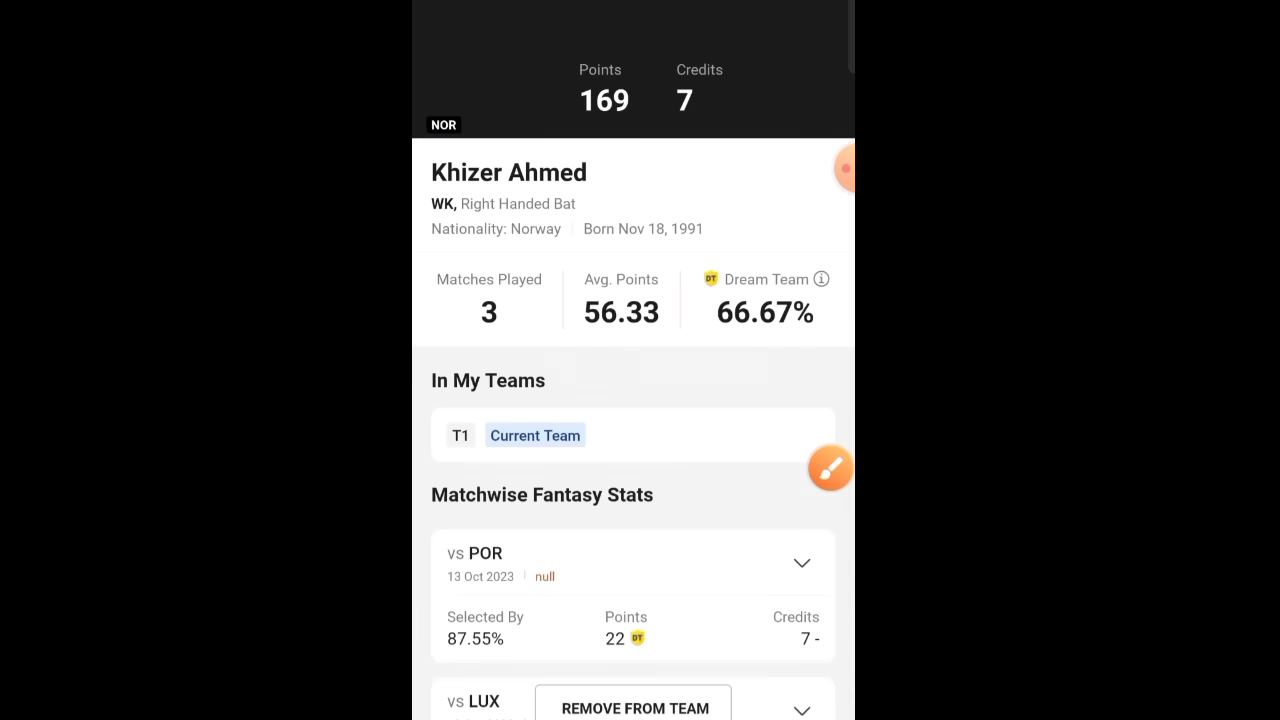 Points Credits
169 7
NOR
Khizer Ahmed
WK, Right Handed Bat
Nationality: Norway Born Nov 18, 1991
Matches Played Avg. Points DT Dream Team i
3 56.33 66.67%
In My Teams
T1 Current Team
Matchwise Fantasy Stats
vs POR
13 Oct 2023 null
Selected By Points Credits
87.55% 22 DT 7 -
vs LUX
REMOVE FROM TEAM